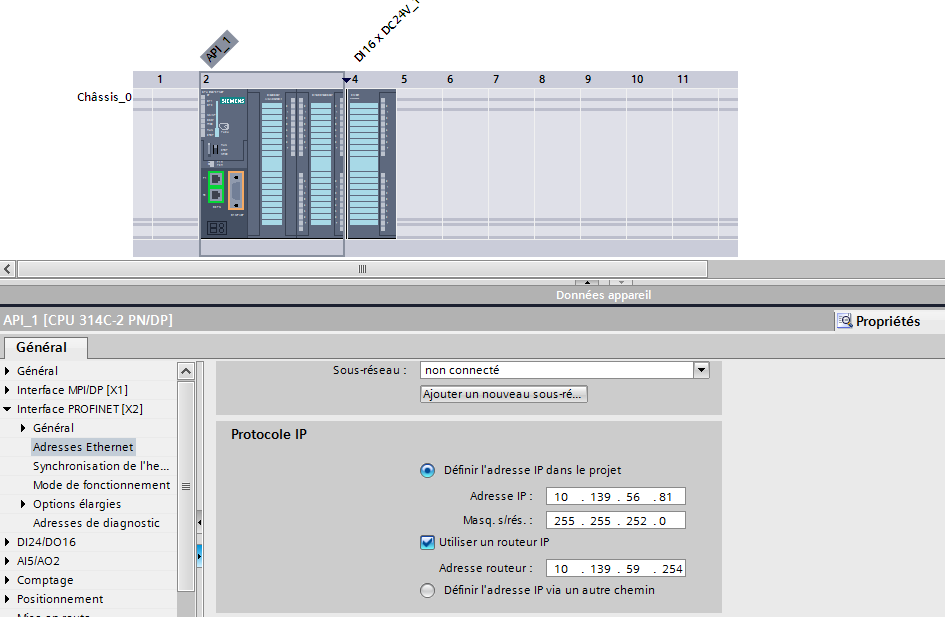 API_1
DI16 x DC24V_1
1 2 4 5 6 7 8 9 10 11
Châssis_0
SIEMENS
Données appareil
API_1 [CPU 314C-2 PN/DP]
Propriétés
Général
Général
Interface MPI/DP [X1]
Interface PROFINET [X2]
Général
Adresses Ethernet
Synchronisation de l'he...
Mode de fonctionnement
Options élargies
Adresses de diagnostic
DI24/DO16
AI5/AO2
Comptage
Positionnement
Mise en route
Sous-réseau : non connecté
Ajouter un nouveau sous-ré...
Protocole IP
Définir l'adresse IP dans le projet
Adresse IP : 10 . 139 . 56 . 81
Masq. s/rés. : 255 . 255 . 252 . 0
Utiliser un routeur IP
Adresse routeur : 10 . 139 . 59 . 254
Définir l'adresse IP via un autre chemin